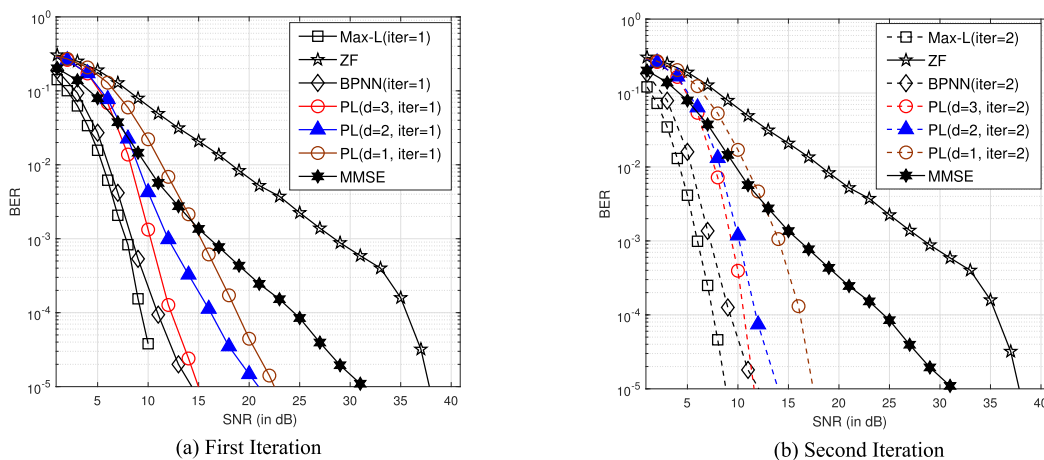 10^0
10^-1
10^-2
10^-3
10^-4
10^-5
BER
5 10 15 20 25 30 35 40
SNR (in dB)
Max-L(iter=1)
ZF
BPNN(iter=1)
PL(d=3, iter=1)
PL(d=2, iter=1)
PL(d=1, iter=1)
MMSE
(a) First Iteration
10^0
10^-1
10^-2
10^-3
10^-4
10^-5
BER
5 10 15 20 25 30 35 40
SNR (in dB)
Max-L(iter=2)
ZF
BPNN(iter=2)
PL(d=3, iter=2)
PL(d=2, iter=2)
PL(d=1, iter=2)
MMSE
(b) Second Iteration